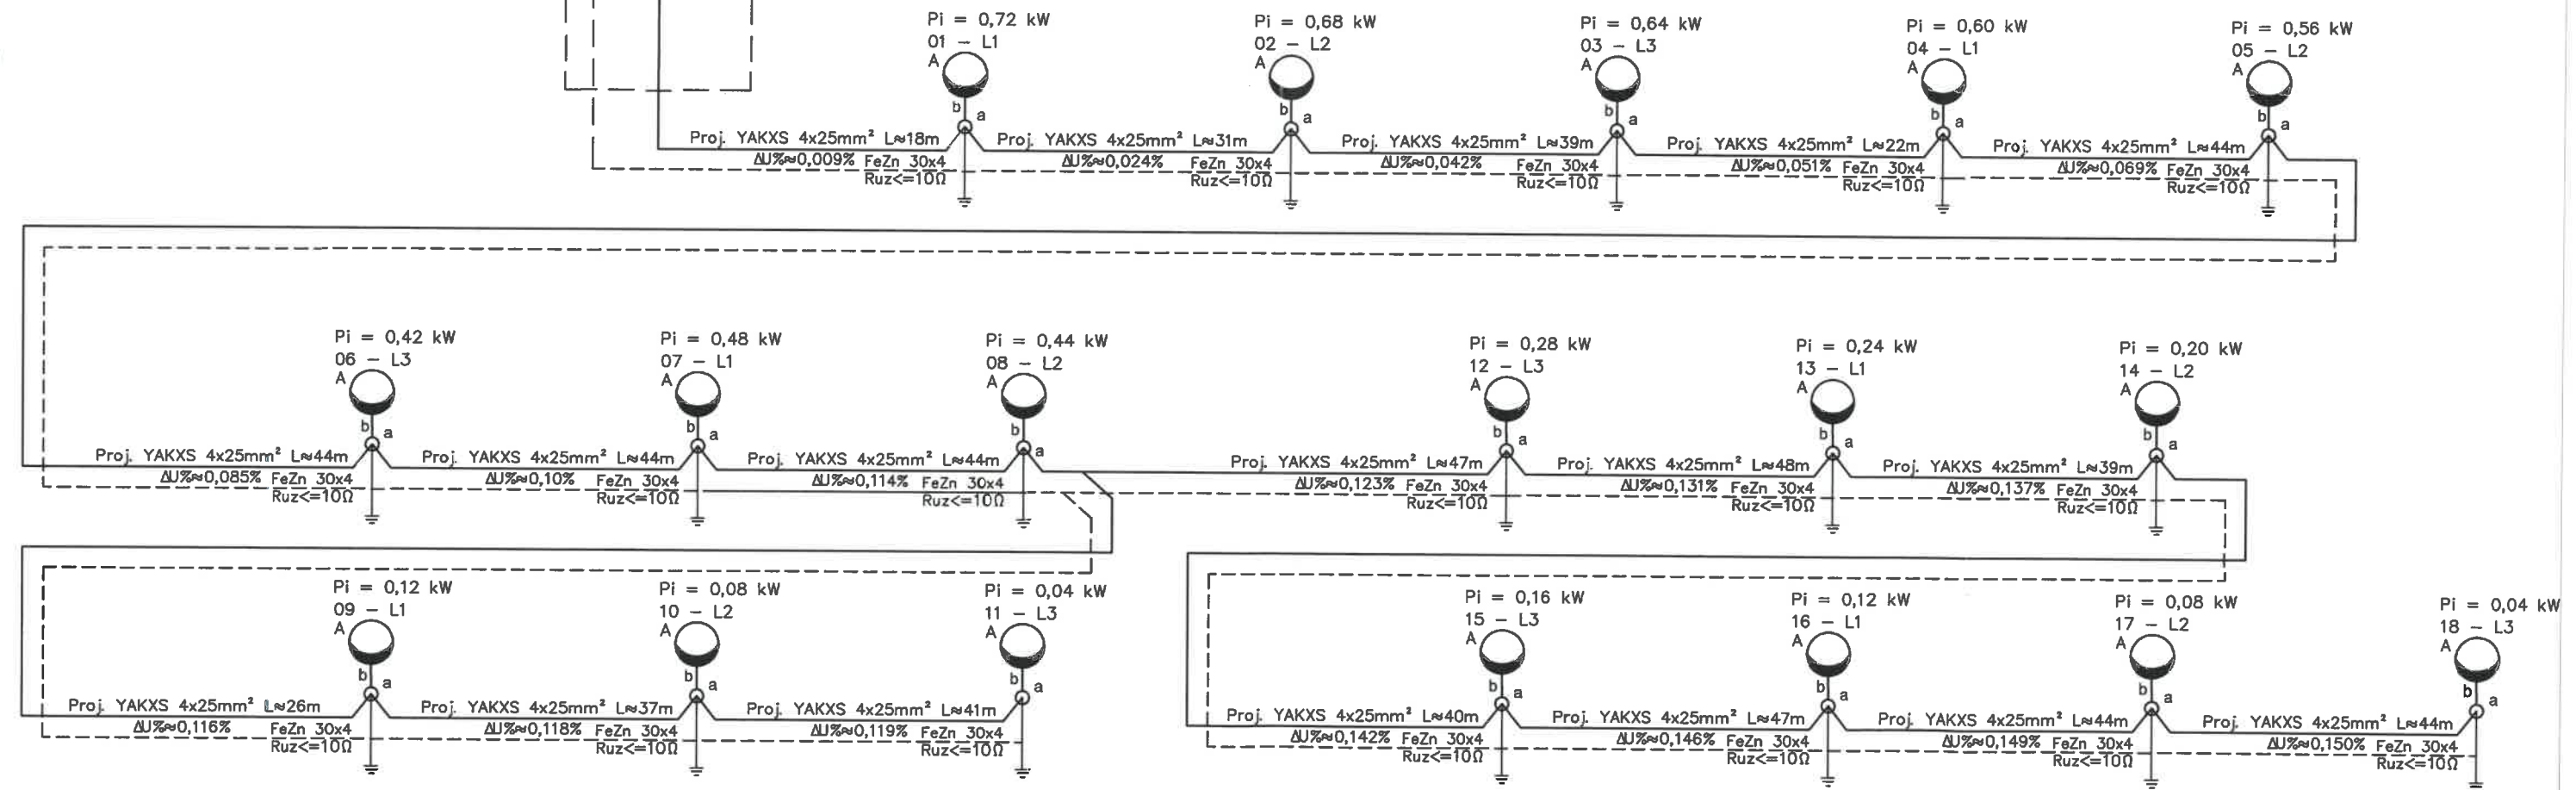 Pi = 0,72 kW
01 – L1
A
b
a
Proj. YAKXS 4x25mm² L≈18m
ΔU%≈0,009% FeZn 30x4
Ruz<=10Ω
Pi = 0,68 kW
02 – L2
A
b
a
Proj. YAKXS 4x25mm² L≈31m
ΔU%≈0,024% FeZn 30x4
Ruz<=10Ω
Pi = 0,64 kW
03 – L3
A
b
a
Proj. YAKXS 4x25mm² L≈39m
ΔU%≈0,042% FeZn 30x4
Ruz<=10Ω
Pi = 0,60 kW
04 – L1
A
b
a
Proj. YAKXS 4x25mm² L≈22m
ΔU%≈0,051% FeZn 30x4
Ruz<=10Ω
Pi = 0,56 kW
05 – L2
A
b
a
Proj. YAKXS 4x25mm² L≈44m
ΔU%≈0,069% FeZn 30x4
Ruz<=10Ω
Pi = 0,42 kW
06 – L3
A
b
a
Proj. YAKXS 4x25mm² L≈44m
ΔU%≈0,085% FeZn 30x4
Ruz<=10Ω
Pi = 0,48 kW
07 – L1
A
b
a
Proj. YAKXS 4x25mm² L≈44m
ΔU%≈0,10% FeZn 30x4
Ruz<=10Ω
Pi = 0,44 kW
08 – L2
A
b
a
Proj. YAKXS 4x25mm² L≈44m
ΔU%≈0,114% FeZn 30x4
Ruz<=10Ω
Pi = 0,28 kW
12 – L3
A
b
a
Proj. YAKXS 4x25mm² L≈47m
ΔU%≈0,123% FeZn 30x4
Ruz<=10Ω
Pi = 0,24 kW
13 – L1
A
b
a
Proj. YAKXS 4x25mm² L≈48m
ΔU%≈0,131% FeZn 30x4
Ruz<=10Ω
Pi = 0,20 kW
14 – L2
A
b
a
Proj. YAKXS 4x25mm² L≈39m
ΔU%≈0,137% FeZn 30x4
Ruz<=10Ω
Pi = 0,12 kW
09 – L1
A
b
a
Proj. YAKXS 4x25mm² L≈26m
ΔU%≈0,116% FeZn 30x4
Ruz<=10Ω
Pi = 0,08 kW
10 – L2
A
b
a
Proj. YAKXS 4x25mm² L≈37m
ΔU%≈0,118% FeZn 30x4
Ruz<=10Ω
Pi = 0,04 kW
11 – L3
A
b
a
Proj. YAKXS 4x25mm² L≈41m
ΔU%≈0,119% FeZn 30x4
Ruz<=10Ω
Pi = 0,16 kW
15 – L3
A
b
a
Proj. YAKXS 4x25mm² L≈40m
ΔU%≈0,142% FeZn 30x4
Ruz<=10Ω
Pi = 0,12 kW
16 – L1
A
b
a
Proj. YAKXS 4x25mm² L≈47m
ΔU%≈0,146% FeZn 30x4
Ruz<=10Ω
Pi = 0,08 kW
17 – L2
A
b
a
Proj. YAKXS 4x25mm² L≈44m
ΔU%≈0,149% FeZn 30x4
Ruz<=10Ω
Pi = 0,04 kW
18 – L3
A
b
a
Proj. YAKXS 4x25mm² L≈44m
ΔU%≈0,150% FeZn 30x4
Ruz<=10Ω